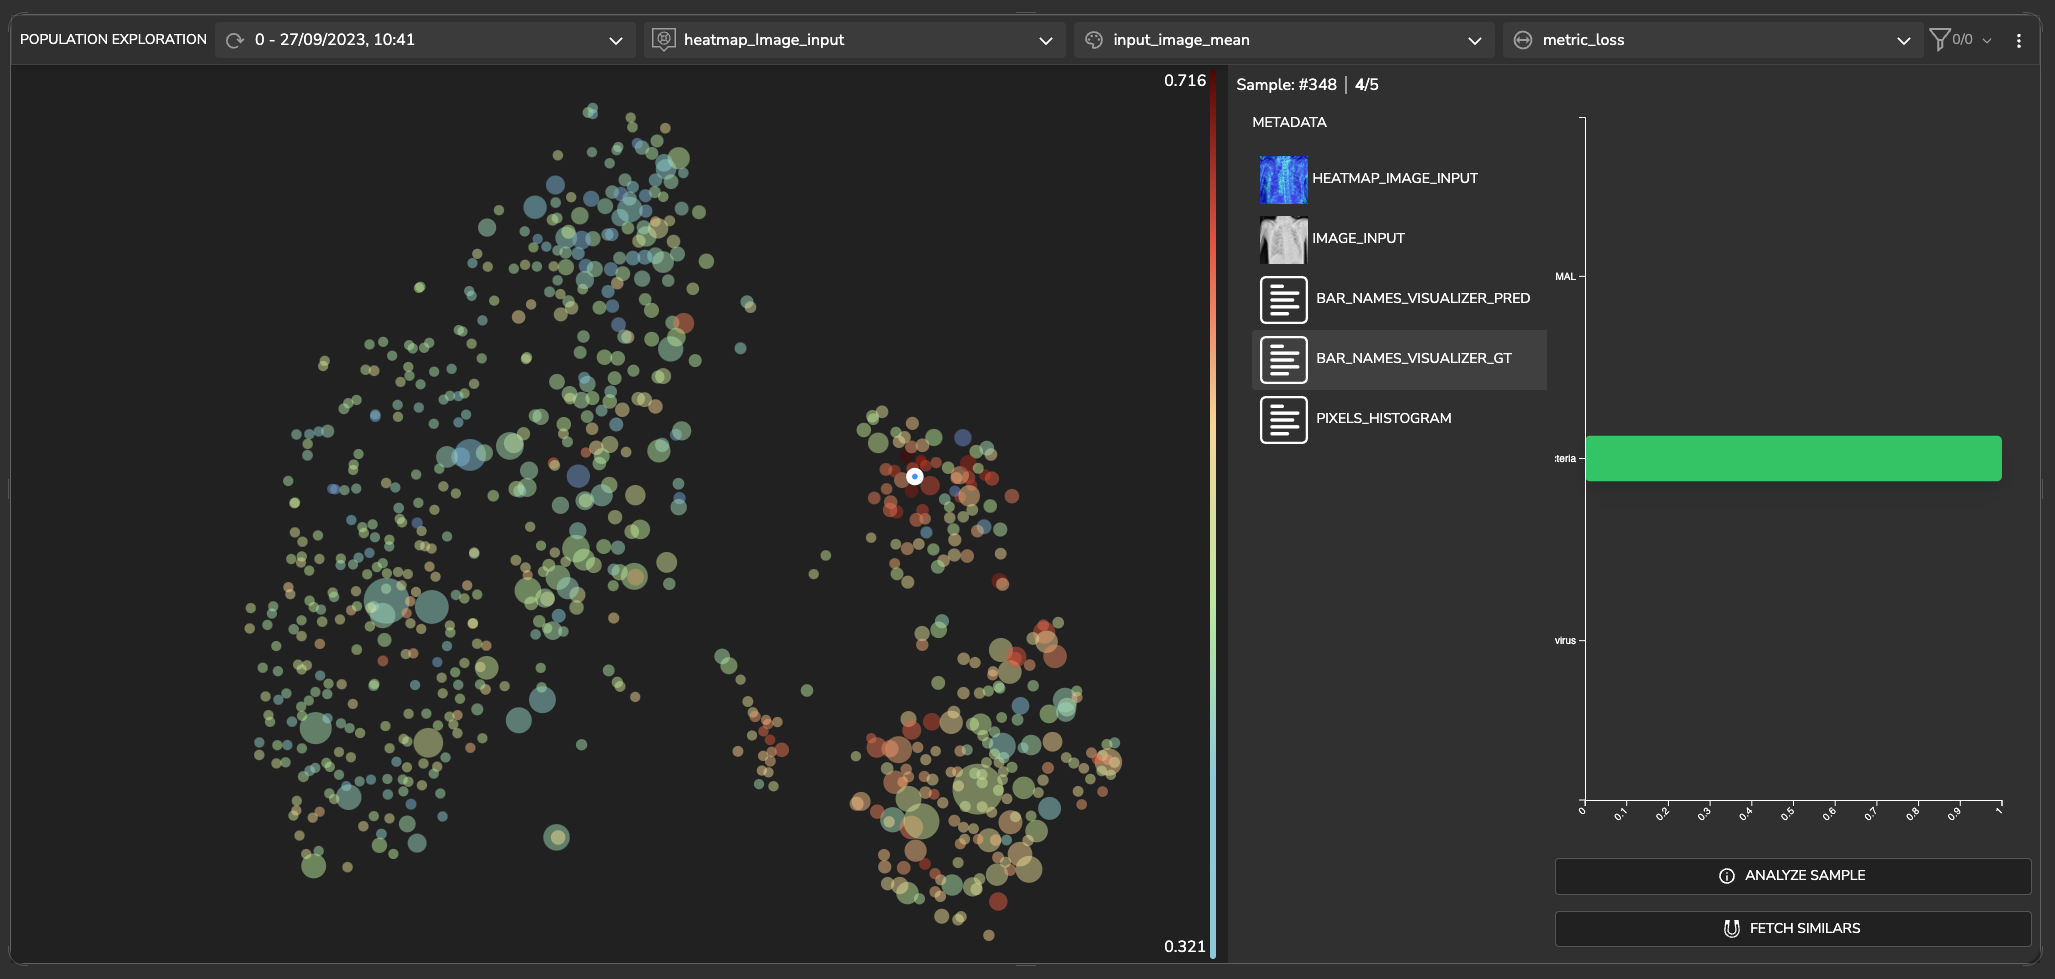 POPULATION EXPLORATION
0 - 27/09/2023, 10:41
heatmap_Image_input
input_image_mean
metric_loss
0/0
0.716
0.321
Sample: #348 | 4/5
METADATA
HEATMAP_IMAGE_INPUT
IMAGE_INPUT
BAR_NAMES_VISUALIZER_PRED
BAR_NAMES_VISUALIZER_GT
PIXELS_HISTOGRAM
MAL
teria
virus
0 0.1 0.2 0.3 0.4 0.5 0.6 0.7 0.8 0.9 1
ANALYZE SAMPLE
FETCH SIMILARS